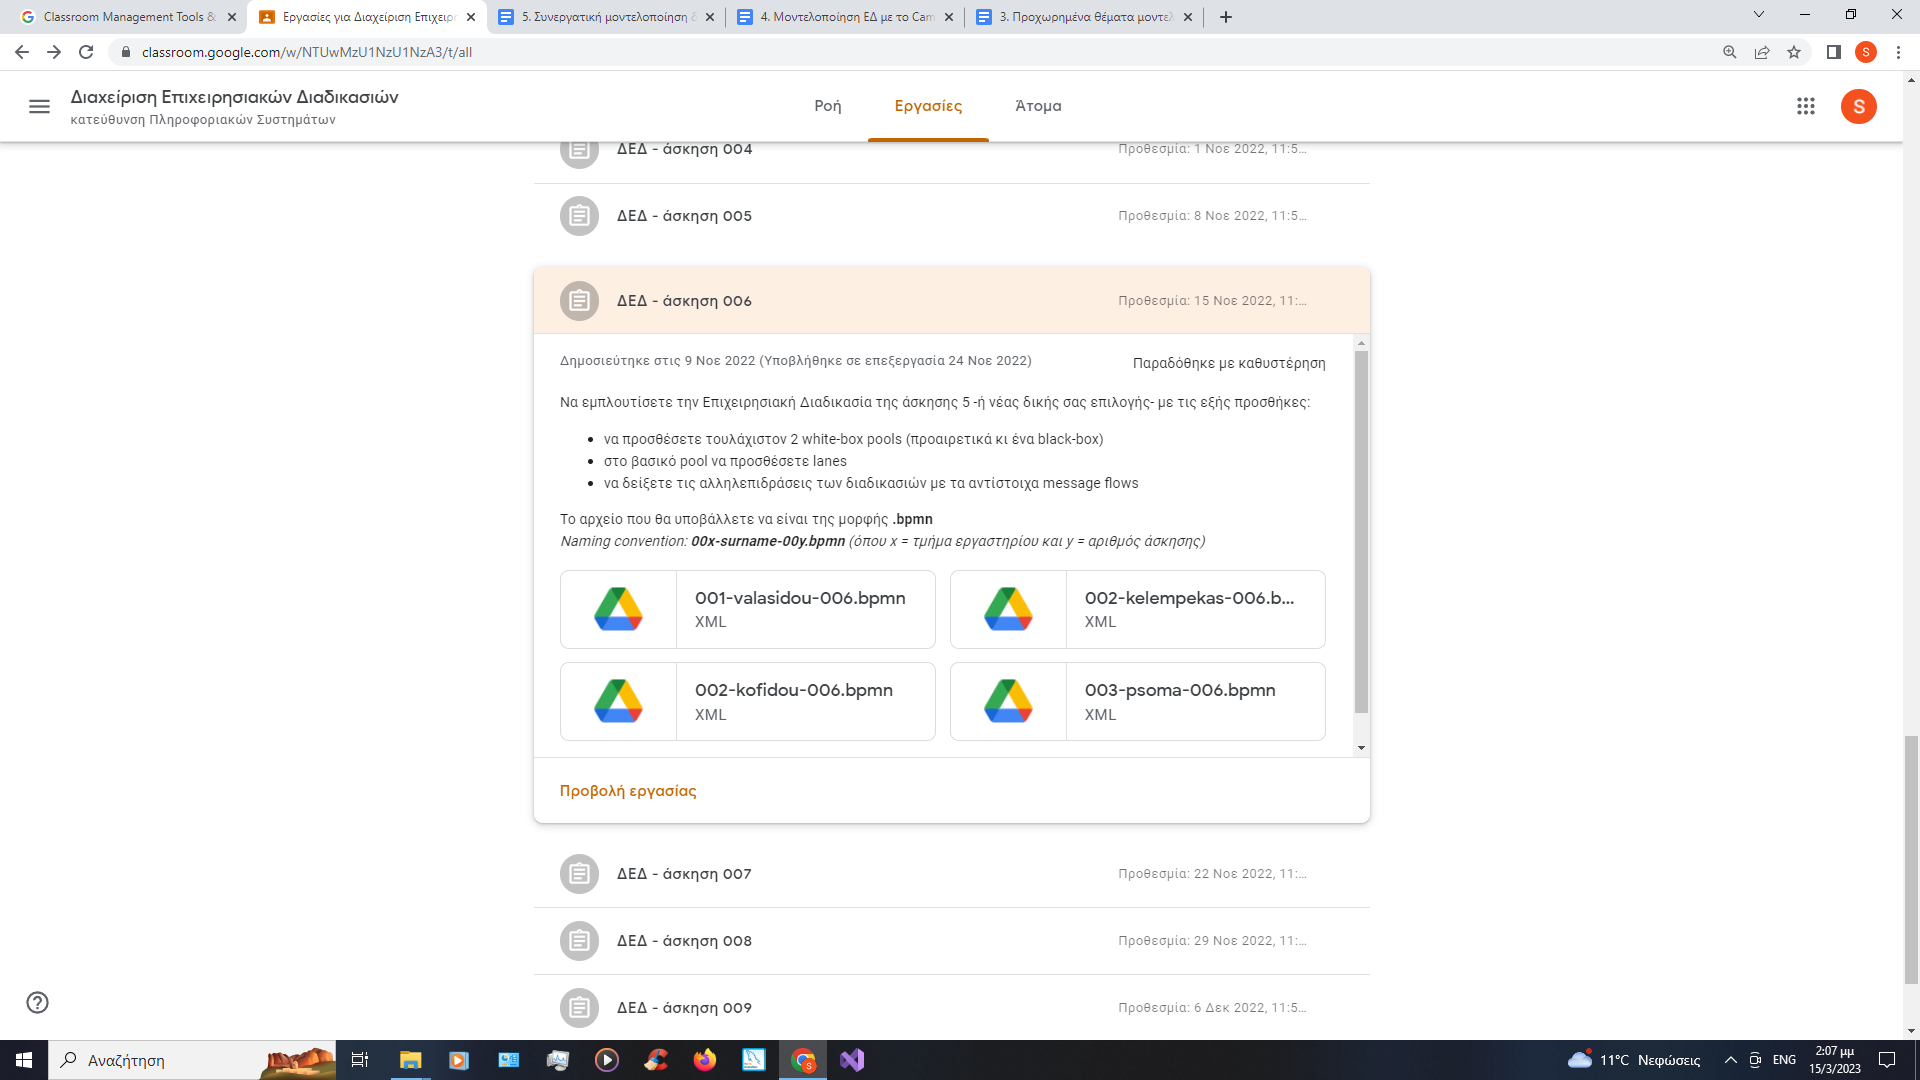 Classroom Management Tools &
Εργασίες για Διαχείριση Επιχειρη
5. Συνεργατική μοντελοποίηση δ
4. Μοντελοποίηση ΕΔ με το Cam
3. Προχωρημένα θέματα μοντελ
classroom.google.com/w/NTUwMzU1NzU1NzA3/t/all
S
Διαχείριση Επιχειρησιακών Διαδικασιών
κατεύθυνση Πληροφοριακών Συστημάτων
Ροή
Εργασίες
Άτομα
S
ΔΕΔ - άσκηση 004
Προθεσμία: 1 Νοε 2022, 11:5…
ΔΕΔ - άσκηση 005
Προθεσμία: 8 Νοε 2022, 11:5…
ΔΕΔ - άσκηση 006
Προθεσμία: 15 Νοε 2022, 11:…
Δημοσιεύτηκε στις 9 Νοε 2022 (Υποβλήθηκε σε επεξεργασία 24 Νοε 2022)
Παραδόθηκε με καθυστέρηση
Να εμπλουτίσετε την Επιχειρησιακή Διαδικασία της άσκησης 5 -ή νέας δικής σας επιλογής- με τις εξής προσθήκες:
• να προσθέσετε τουλάχιστον 2 white-box pools (προαιρετικά κι ένα black-box)
• στο βασικό pool να προσθέσετε lanes
• να δείξετε τις αλληλεπιδράσεις των διαδικασιών με τα αντίστοιχα message flows
Το αρχείο που θα υποβάλλετε να είναι της μορφής .bpmn
Naming convention: 00x-surname-00y.bpmn (όπου x = τμήμα εργαστηρίου και y = αριθμός άσκησης)
001-valasidou-006.bpmn
XML
002-kelempekas-006.b…
XML
002-kofidou-006.bpmn
XML
003-psoma-006.bpmn
XML
Προβολή εργασίας
ΔΕΔ - άσκηση 007
Προθεσμία: 22 Νοε 2022, 11:…
ΔΕΔ - άσκηση 008
Προθεσμία: 29 Νοε 2022, 11:…
ΔΕΔ - άσκηση 009
Προθεσμία: 6 Δεκ 2022, 11:5…
Αναζήτηση
11°C Νεφώσεις
ENG
2:07 μμ
15/3/2023